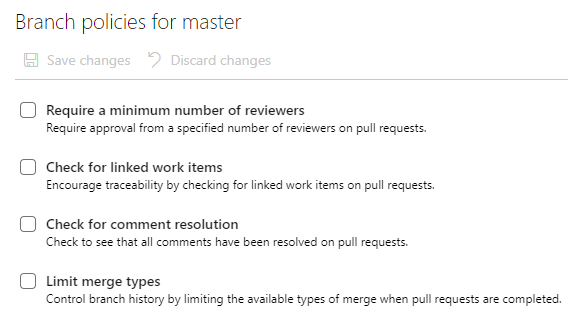 Branch policies for master
Save changes Discard changes
Require a minimum number of reviewers
Require approval from a specified number of reviewers on pull requests.
Check for linked work items
Encourage traceability by checking for linked work items on pull requests.
Check for comment resolution
Check to see that all comments have been resolved on pull requests.
Limit merge types
Control branch history by limiting the available types of merge when pull requests are completed.